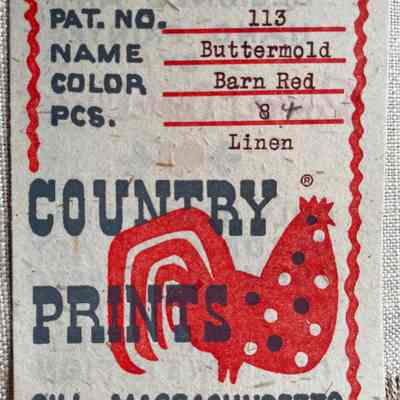 PAT. NO. 113
NAME Buttermold
COLOR Barn Red
PCS. 8 4
Linen
COUNTRY ®
PRINTS